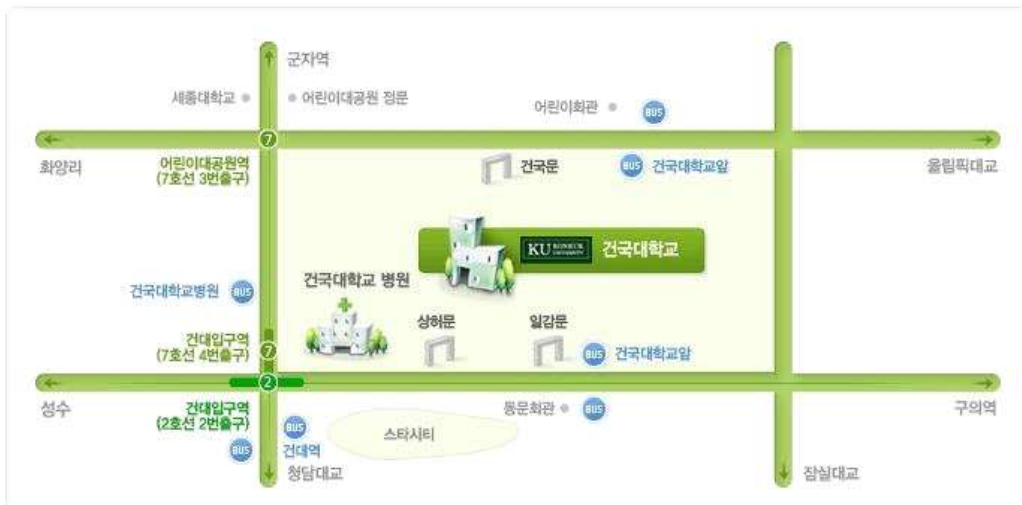 군자역
세종대학교
어린이대공원 정문
어린이회관
BUS
7
화양리
어린이대공원역
(7호선 3번출구)
건국문
BUS 건국대학교앞
올림픽대교
KU KONKUK
UNIVERSITY
건국대학교
건국대학교 병원
건국대학교병원 BUS
상허문
일감문
건대입구역
(7호선 4번출구)
7
BUS 건국대학교앞
2
성수
건대입구역
(2호선 2번출구)
동문회관
BUS
구의역
BUS
스타시티
BUS
건대역
청담대교
잠실대교